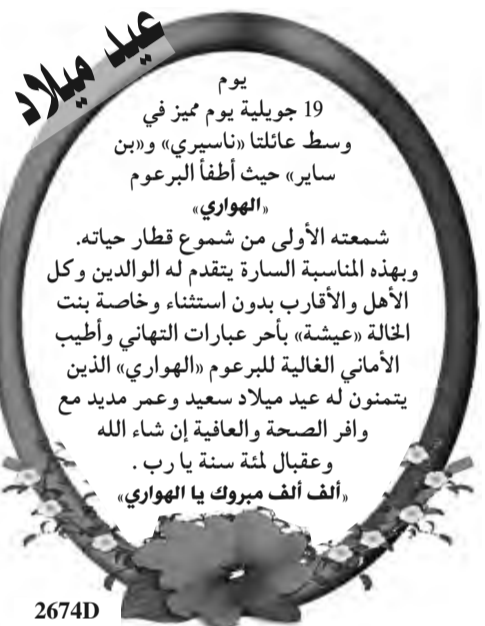 عيد ميلاد
يوم
19 جويلية يوم مميز في
وسط عائلتا «ناسيري» و«بن
ساير» حيث أطفأ البرعوم
«الهواري»
شمعته الأولى من شموع قطار حياته.
وبهذه المناسبة السارة يتقدم له الوالدين وكل
الأهل والأقارب بدون استثناء وخاصة بنت
الخالة «عيشة» بأحر عبارات التهاني وأطيب
الأماني الغالية للبرعوم «الهواري» الذين
يتمنون له عيد ميلاد سعيد وعمر مديد مع
وافر الصحة والعافية إن شاء الله
وعقبال لمئة سنة يا رب .
«ألف ألف مبروك يا الهواري»
2674D